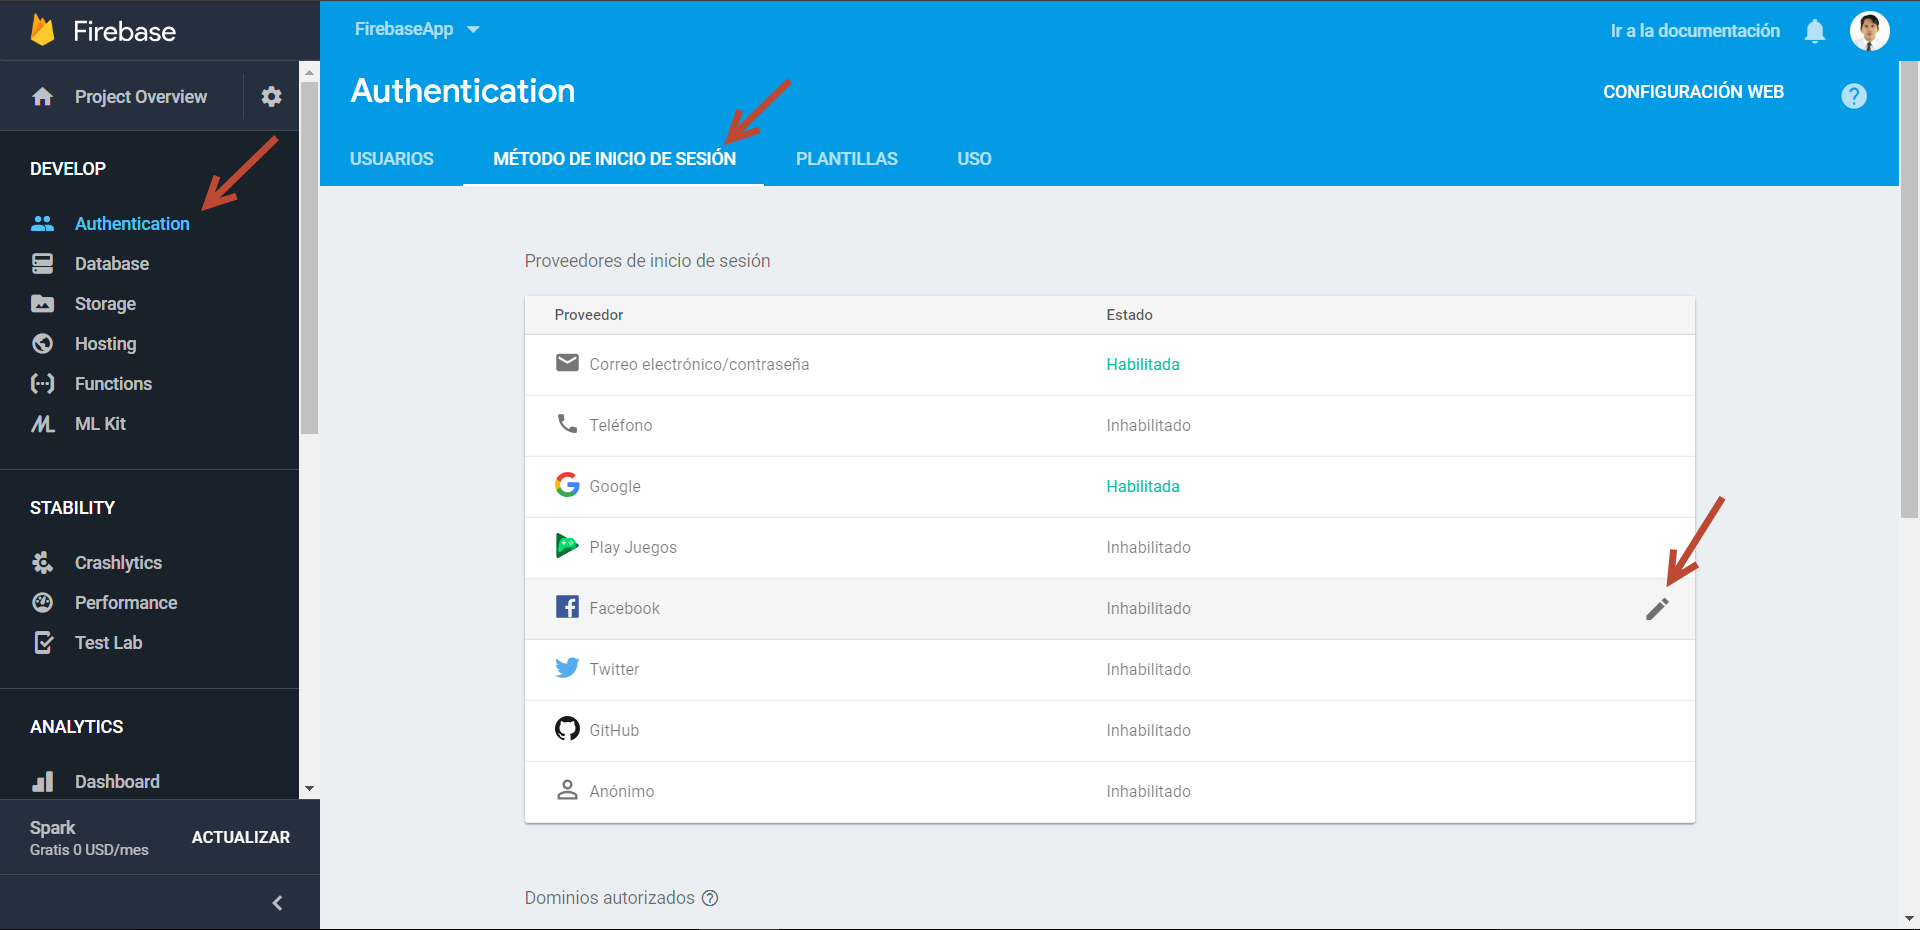 Firebase
Project Overview
DEVELOP
Authentication
Database
Storage
Hosting
Functions
ML Kit
STABILITY
Crashlytics
Performance
Test Lab
ANALYTICS
Dashboard
Spark
Gratis 0 USD/mes
ACTUALIZAR
FirebaseApp
Ir a la documentación
Authentication
CONFIGURACIÓN WEB
?
USUARIOS MÉTODO DE INICIO DE SESIÓN PLANTILLAS USO
Proveedores de inicio de sesión
Proveedor Estado
Correo electrónico/contraseña Habilitada
Teléfono Inhabilitado
Google Habilitada
Play Juegos Inhabilitado
Facebook Inhabilitado
Twitter Inhabilitado
GitHub Inhabilitado
Anónimo Inhabilitado
Dominios autorizados ?